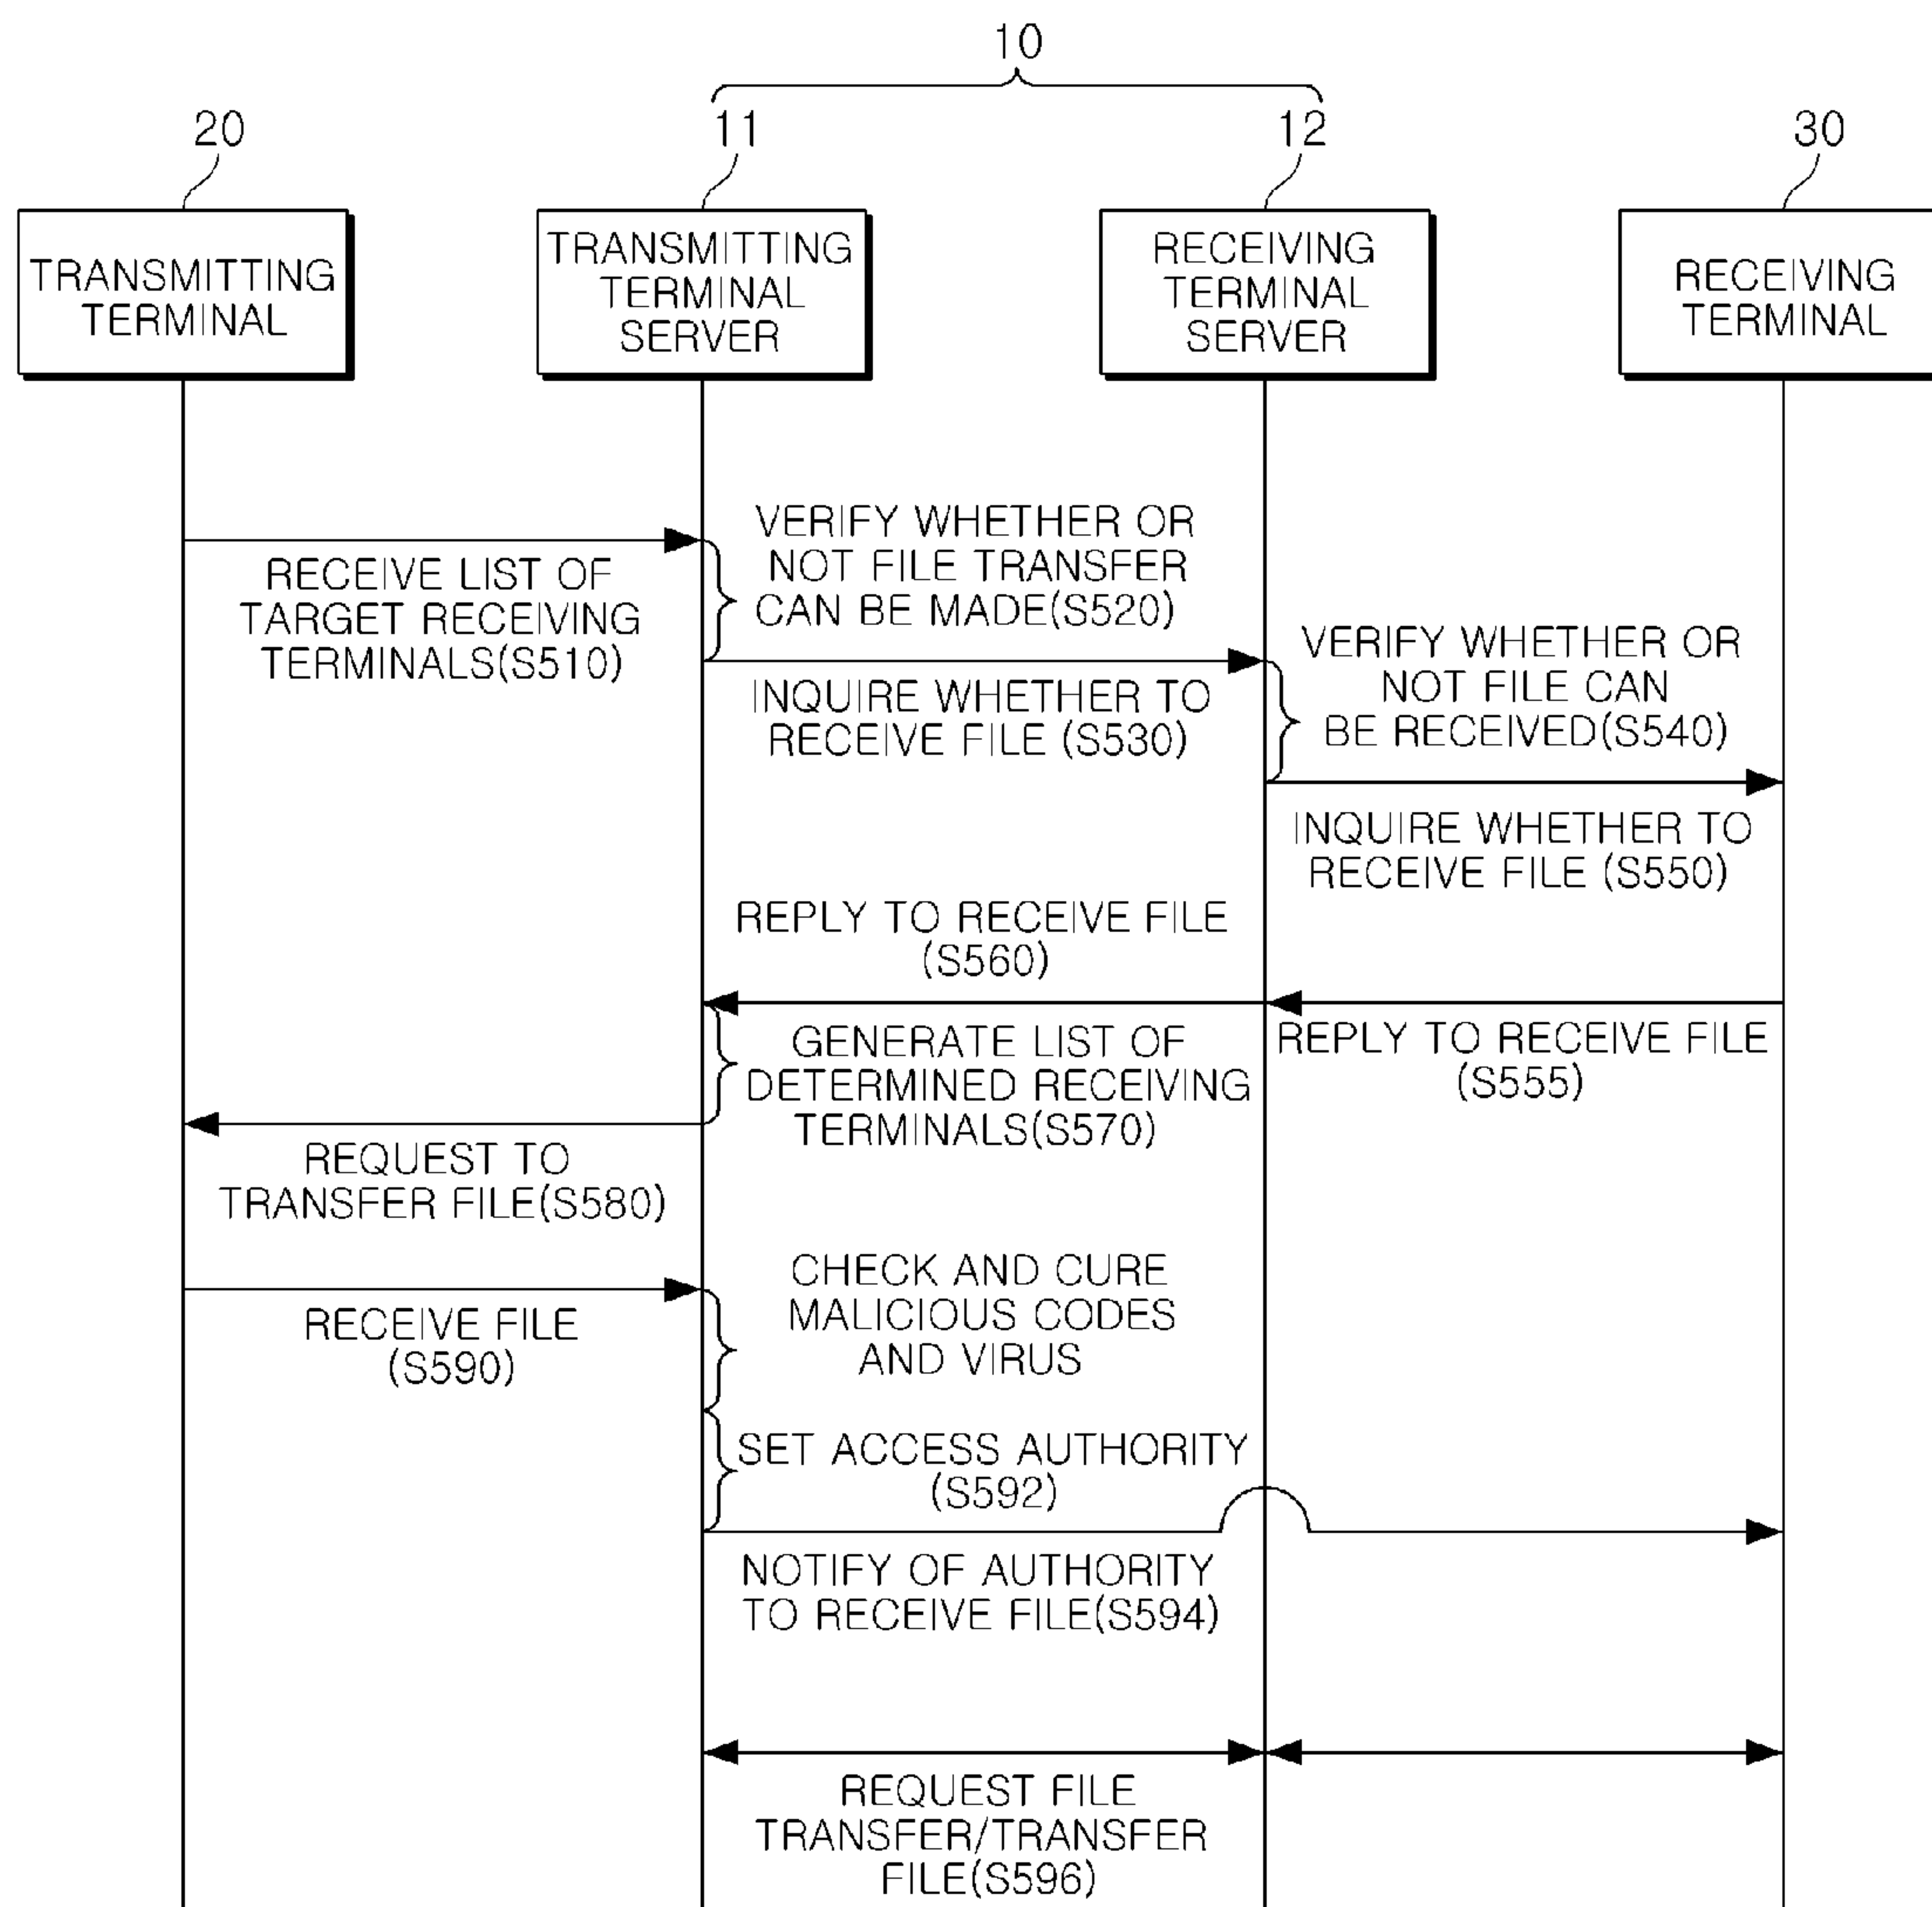 10
20
11
12
30
TRANSMITTING
TERMINAL
TRANSMITTING
TERMINAL
SERVER
RECEIVING
TERMINAL
SERVER
RECEIVING
TERMINAL
VERIFY WHETHER OR
NOT FILE TRANSFER
CAN BE MADE(S520)
RECEIVE LIST OF
TARGET RECEIVING
TERMINALS(S510)
VERIFY WHETHER OR
NOT FILE CAN
BE RECEIVED(S540)
INQUIRE WHETHER TO
RECEIVE FILE (S530)
INQUIRE WHETHER TO
RECEIVE FILE (S550)
REPLY TO RECEIVE FILE
(S560)
GENERATE LIST OF
DETERMINED RECEIVING
TERMINALS(S570)
REPLY TO RECEIVE FILE
(S555)
REQUEST TO
TRANSFER FILE(S580)
CHECK AND CURE
MALICIOUS CODES
AND VIRUS
RECEIVE FILE
(S590)
SET ACCESS AUTHORITY
(S592)
NOTIFY OF AUTHORITY
TO RECEIVE FILE(S594)
REQUEST FILE
TRANSFER/TRANSFER
FILE(S596)